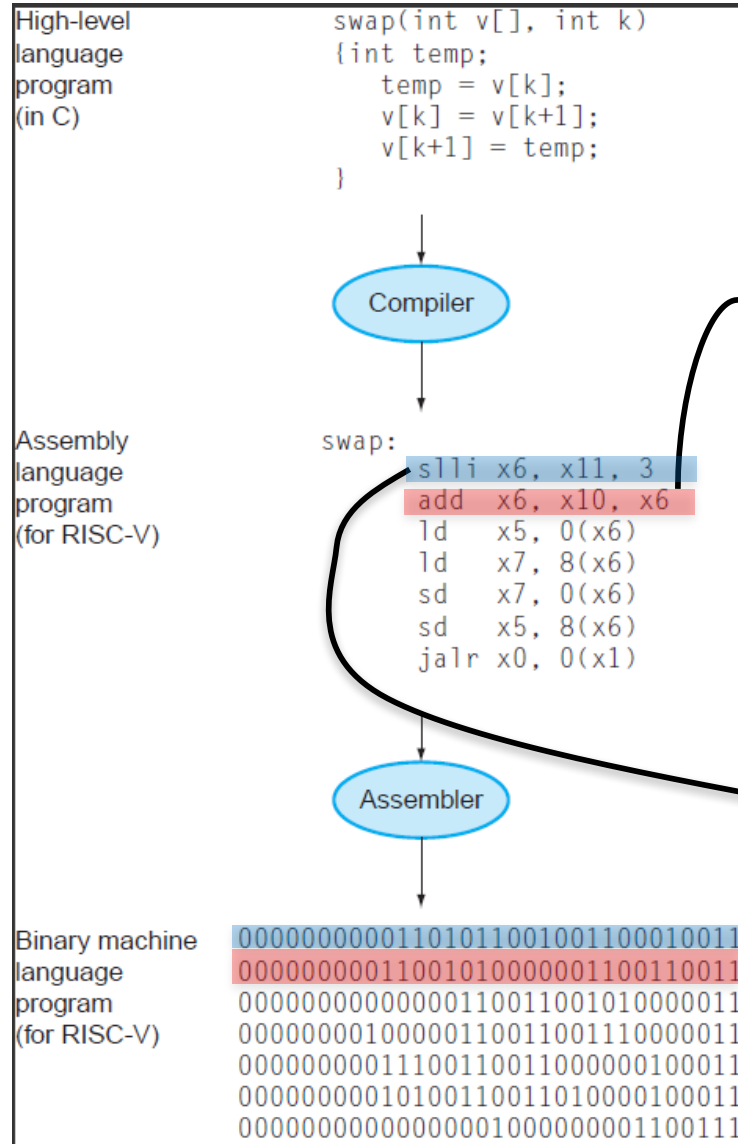 High-level swap(int v[], int k)
language {int temp;
program temp = v[k];
(in C) v[k] = v[k+1];
v[k+1] = temp;
}
Compiler
Assembly swap:
language slli x6, x11, 3
program add x6, x10, x6
(for RISC-V) ld x5, 0(x6)
ld x7, 8(x6)
sd x7, 0(x6)
sd x5, 8(x6)
jalr x0, 0(x1)
Assembler
Binary machine 00000000001101011001001100010011
language 00000000011001010000001100110011
program 00000000000000110011001010000011
(for RISC-V) 00000000100000110011001110000011
00000000011100110011000000100011
00000000010100110011010000100011
00000000000000001000000001100111